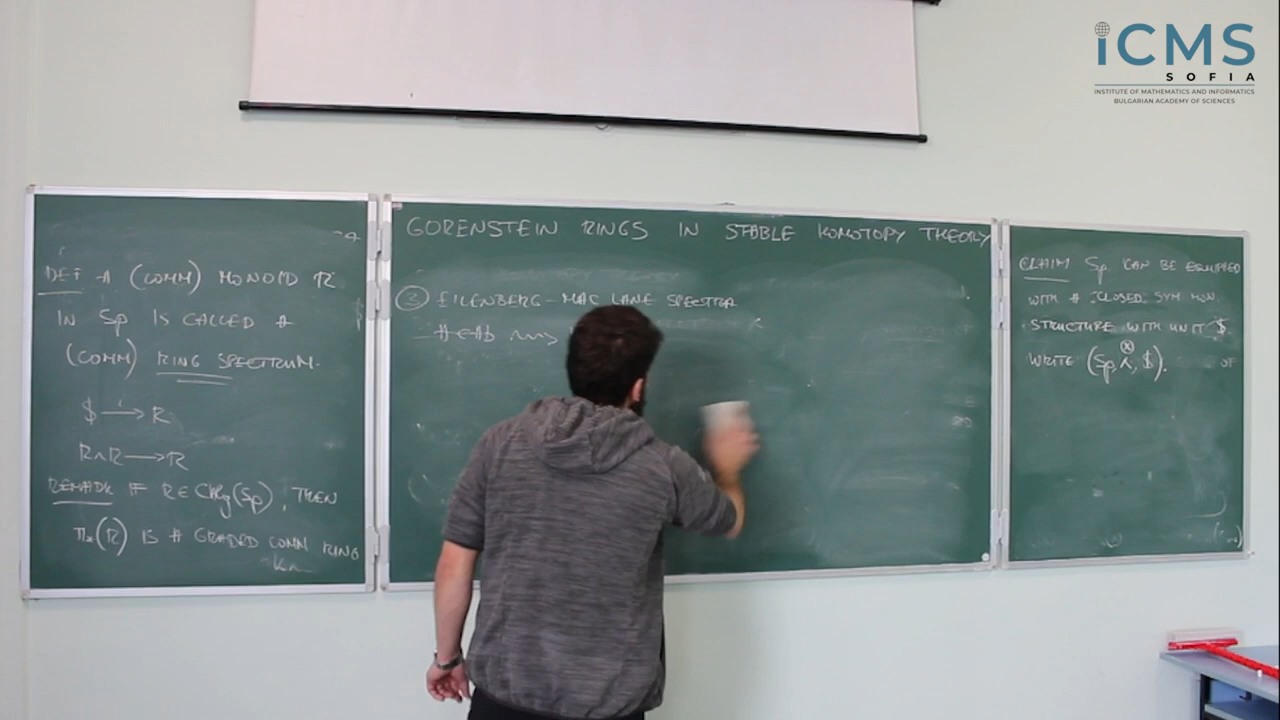 iCMS
SOFIA
INSTITUTE OF MATHEMATICS AND INFORMATICS
BULGARIAN ACADEMY OF SCIENCES
DEF A (COMM) MONOID R
IN Sp IS CALLED A
(COMM) RING SPECTRUM.
$ —i→ R
R∧R ⟶ R
REMARK IF R∈CAlg(Sp), THEN
π*(R) IS A GRADED COMM RING
GORENSTEIN RINGS IN STABLE HOMOTOPY THEORY
③ EILENBERG-MAC LANE SPECTRA
A∈Ab ⇝
CLAIM Sp CAN BE EQUIPPED
WITH A CLOSED SYM MON.
STRUCTURE WITH UNIT $.
⊗
WRITE (Sp, ∧, $).